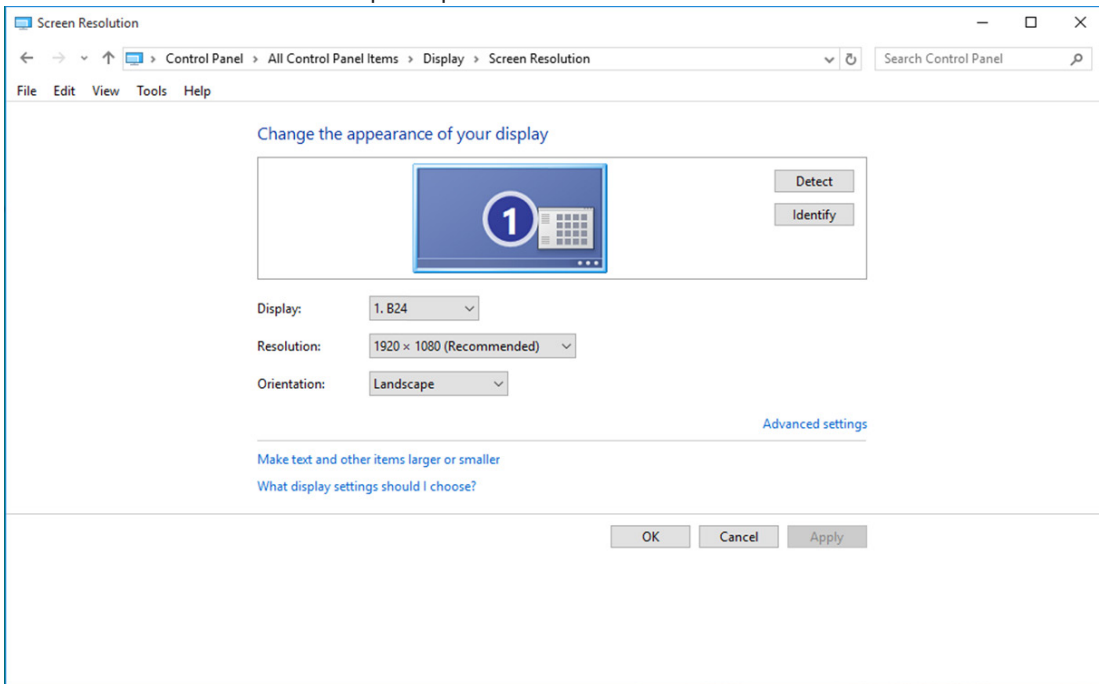 Screen Resolution
Control Panel > All Control Panel Items > Display > Screen Resolution
Search Control Panel
File Edit View Tools Help
Change the appearance of your display
1
Detect
Identify
Display: 1. B24
Resolution: 1920 × 1080 (Recommended)
Orientation: Landscape
Advanced settings
Make text and other items larger or smaller
What display settings should I choose?
OK Cancel Apply